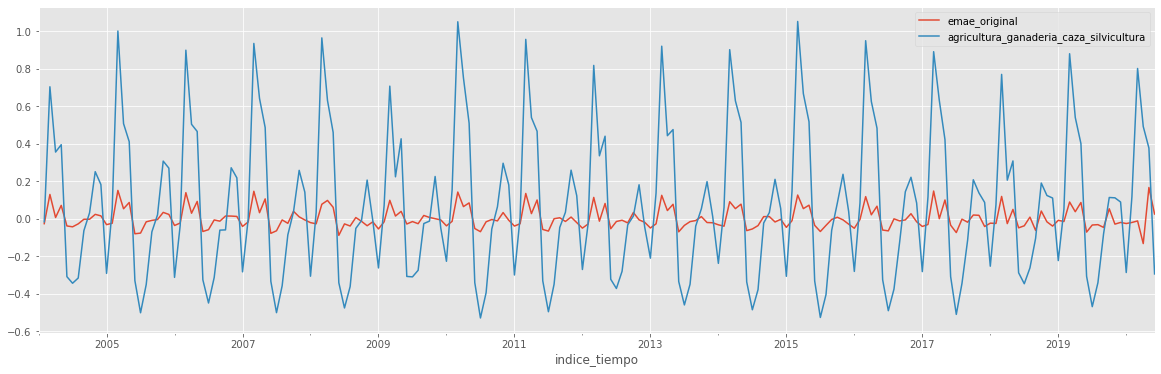 emae_original
agricultura_ganaderia_caza_silvicultura
1.0
0.8
0.6
0.4
0.2
0.0
−0.2
−0.4
−0.6
2005 2007 2009 2011 2013 2015 2017 2019
indice_tiempo